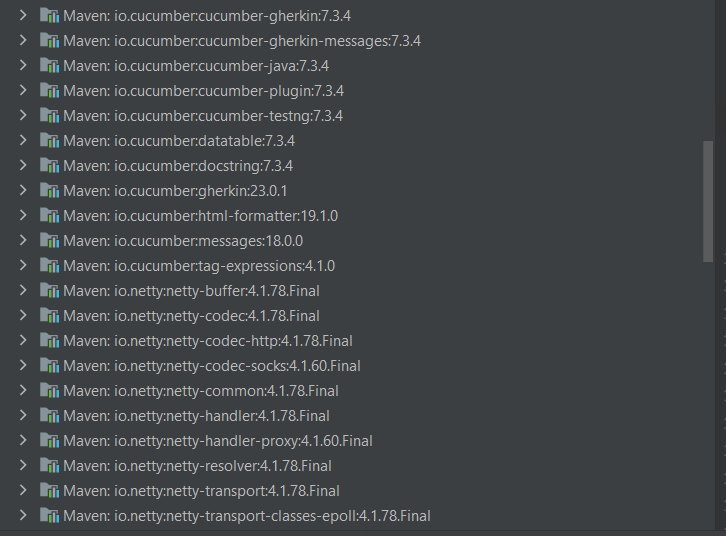 Maven: io.cucumber:cucumber-gherkin:7.3.4
Maven: io.cucumber:cucumber-gherkin-messages:7.3.4
Maven: io.cucumber:cucumber-java:7.3.4
Maven: io.cucumber:cucumber-plugin:7.3.4
Maven: io.cucumber:cucumber-testng:7.3.4
Maven: io.cucumber:datatable:7.3.4
Maven: io.cucumber:docstring:7.3.4
Maven: io.cucumber:gherkin:23.0.1
Maven: io.cucumber:html-formatter:19.1.0
Maven: io.cucumber:messages:18.0.0
Maven: io.cucumber:tag-expressions:4.1.0
Maven: io.netty:netty-buffer:4.1.78.Final
Maven: io.netty:netty-codec:4.1.78.Final
Maven: io.netty:netty-codec-http:4.1.78.Final
Maven: io.netty:netty-codec-socks:4.1.60.Final
Maven: io.netty:netty-common:4.1.78.Final
Maven: io.netty:netty-handler:4.1.78.Final
Maven: io.netty:netty-handler-proxy:4.1.60.Final
Maven: io.netty:netty-resolver:4.1.78.Final
Maven: io.netty:netty-transport:4.1.78.Final
Maven: io.netty:netty-transport-classes-epoll:4.1.78.Final